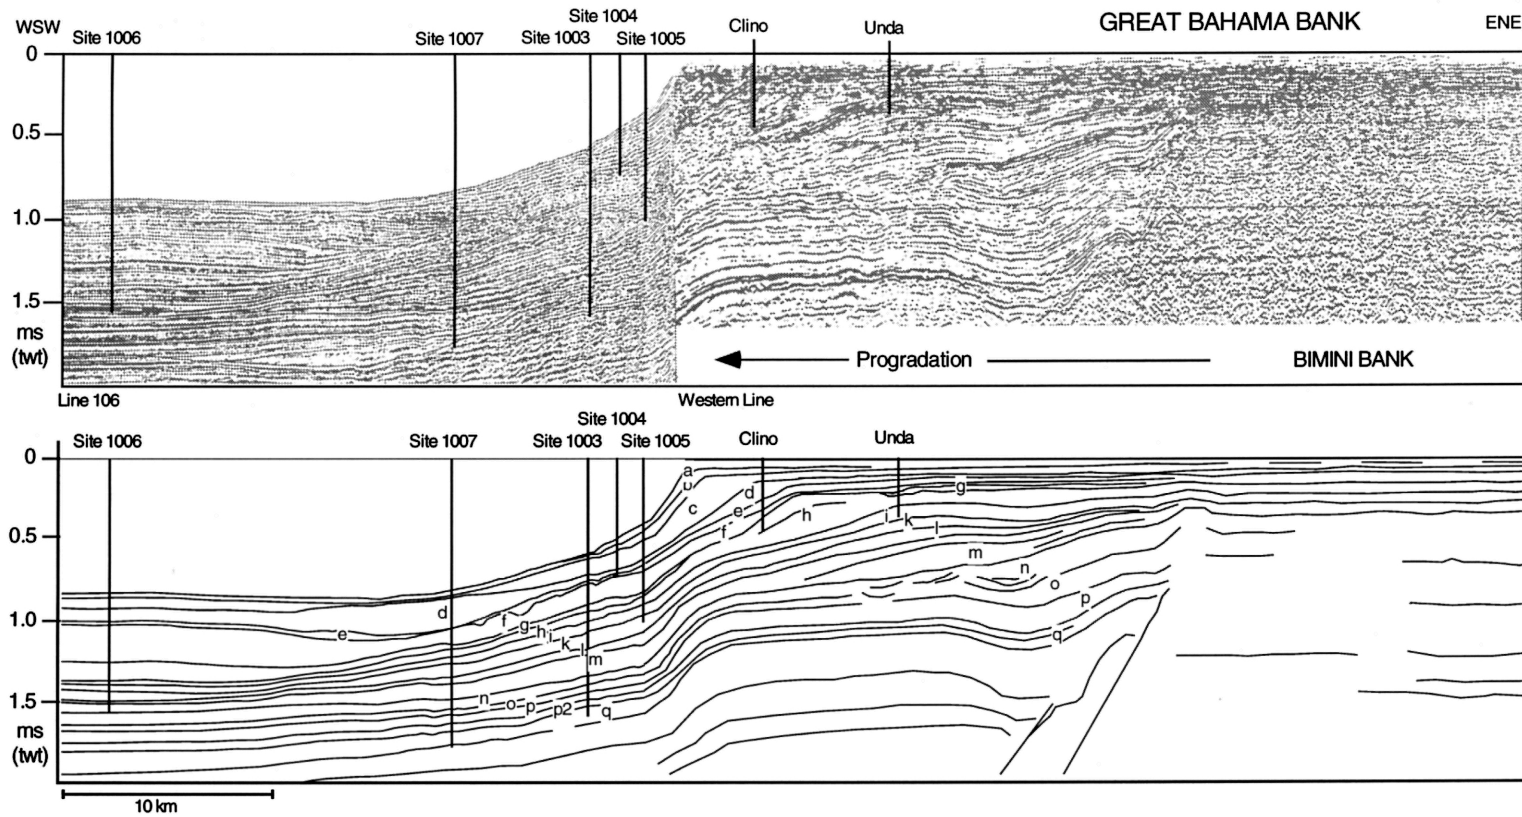 WSW
Site 1006
Site 1007
Site 1003
Site 1004
Site 1005
Clino
Unda
GREAT BAHAMA BANK
ENE
0
0.5
1.0
1.5
ms
(twt)
Progradation
BIMINI BANK
Line 106
Western Line
Site 1006
Site 1007
Site 1003
Site 1004
Site 1005
Clino
Unda
0
0.5
1.0
1.5
ms
(twt)
a
c
d
e
f
g
h
i
k
l
m
n
o
p
q
d
e
f
g
h
i
k
l
m
n
o
p
p2
q
10 km